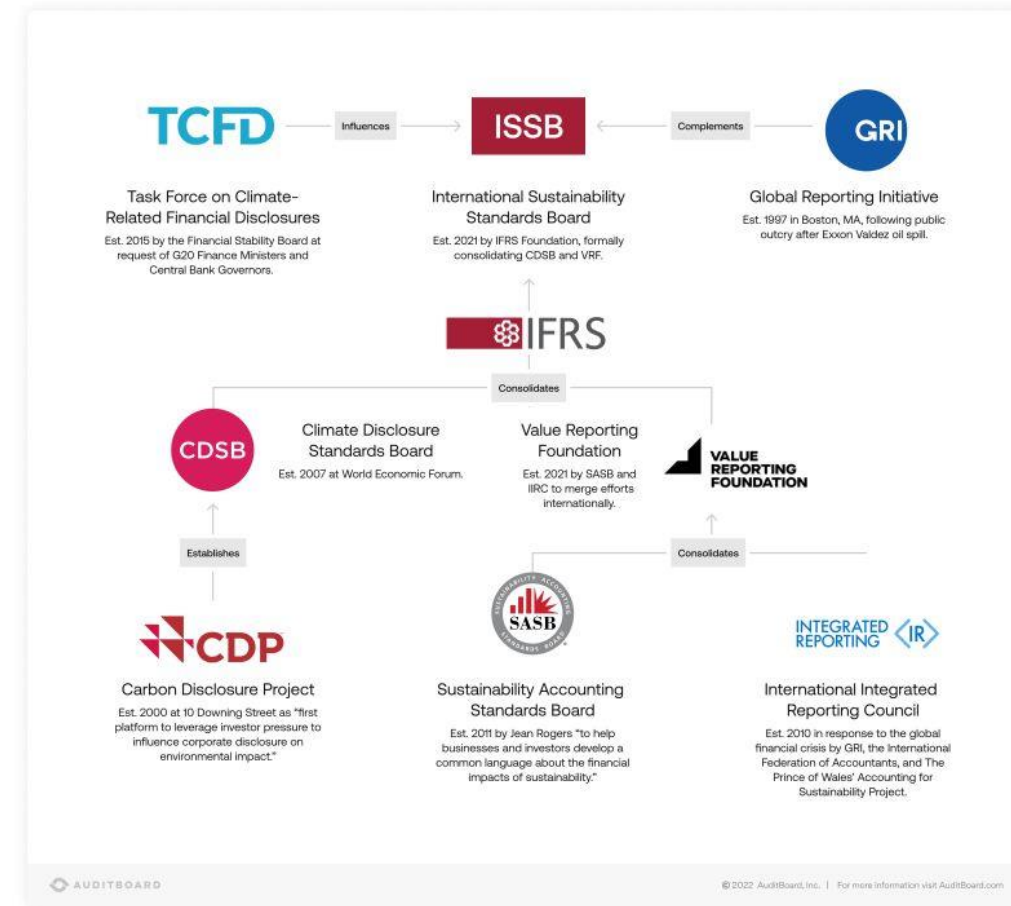 TCFD
Influences
ISSB
Complements
GRI
Task Force on Climate-
Related Financial Disclosures
Est. 2015 by the Financial Stability Board at
request of G20 Finance Ministers and
Central Bank Governors.
International Sustainability
Standards Board
Est. 2021 by IFRS Foundation, formally
consolidating CDSB and VRF.
Global Reporting Initiative
Est. 1997 in Boston, MA, following public
outcry after Exxon Valdez oil spill.
IFRS
Consolidates
CDSB
Climate Disclosure
Standards Board
Est. 2007 at World Economic Forum.
Value Reporting
Foundation
Est. 2021 by SASB and
IIRC to merge efforts
internationally.
VALUE
REPORTING
FOUNDATION
Establishes
Consolidates
CDP
Carbon Disclosure Project
Est. 2000 at 10 Downing Street as “first
platform to leverage investor pressure to
influence corporate disclosure on
environmental impact.”
SUSTAINABILITY ACCOUNTING
SASB
STANDARDS BOARD
Sustainability Accounting
Standards Board
Est. 2011 by Jean Rogers “to help
businesses and investors develop a
common language about the financial
impacts of sustainability.”
INTEGRATED
REPORTING
<IR>
International Integrated
Reporting Council
Est. 2010 in response to the global
financial crisis by GRI, the International
Federation of Accountants, and The
Prince of Wales’ Accounting for
Sustainability Project.
AUDITBOARD
© 2022 AuditBoard, Inc. | For more information visit AuditBoard.com